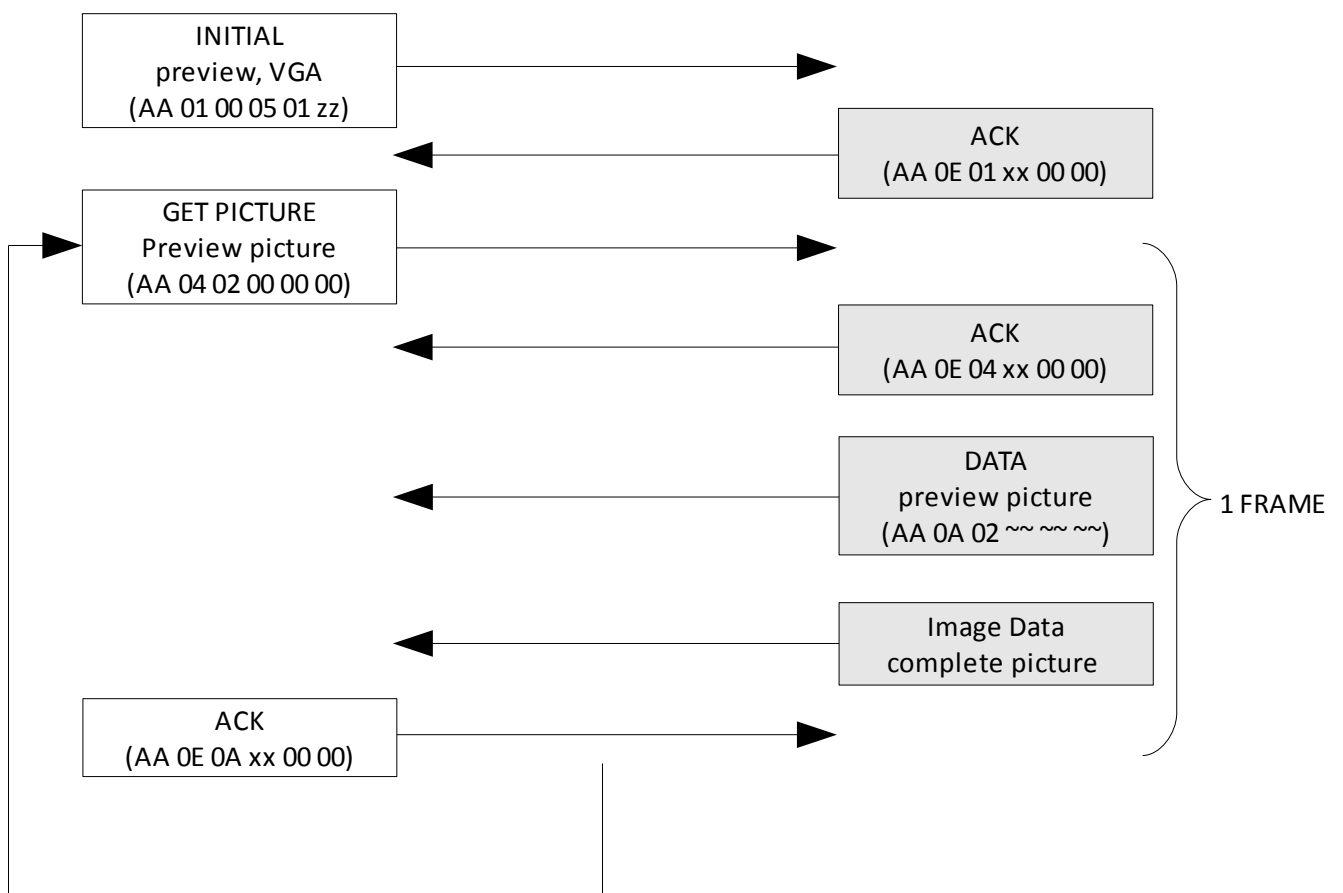 INITIAL
preview, VGA
(AA 01 00 05 01 zz)
ACK
(AA 0E 01 xx 00 00)
GET PICTURE
Preview picture
(AA 04 02 00 00 00)
ACK
(AA 0E 04 xx 00 00)
DATA
preview picture
(AA 0A 02 ~~ ~~ ~~)
1 FRAME
Image Data
complete picture
ACK
(AA 0E 0A xx 00 00)